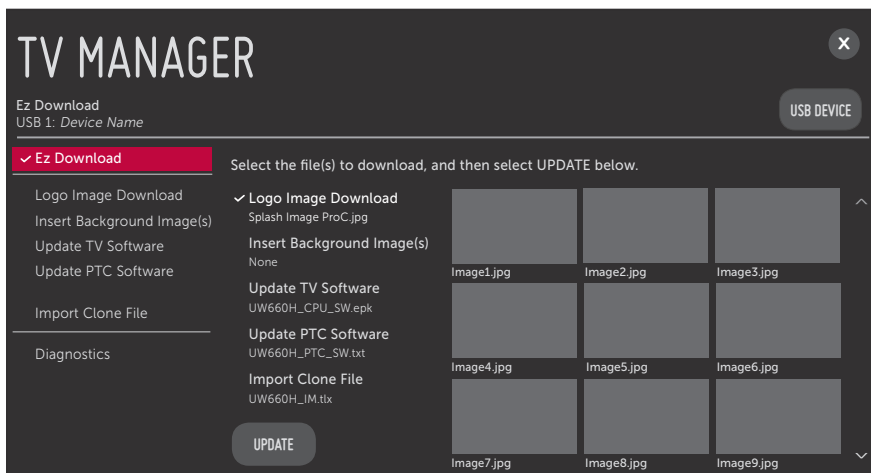 TV MANAGER
X
Ez Download
USB 1: Device Name
USB DEVICE
Ez Download
Logo Image Download
Insert Background Image(s)
Update TV Software
Update PTC Software
Import Clone File
Diagnostics
Select the file(s) to download, and then select UPDATE below.
Logo Image Download
Splash Image ProC.jpg
Insert Background Image(s)
None
Update TV Software
UW660H_CPU_SW.epk
Update PTC Software
UW660H_PTC_SW.txt
Import Clone File
UW660H_IM.tlx
UPDATE
Image1.jpg
Image2.jpg
Image3.jpg
Image4.jpg
Image5.jpg
Image6.jpg
Image7.jpg
Image8.jpg
Image9.jpg